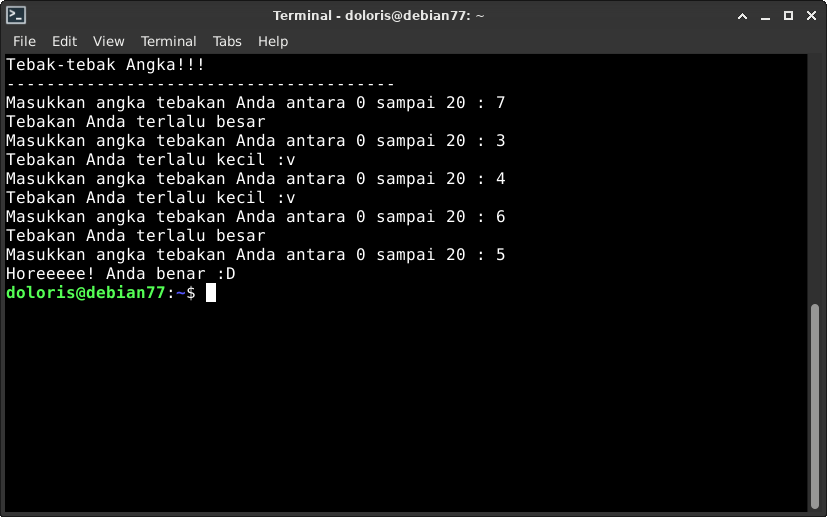 Terminal - doloris@debian77: ~
File Edit View Terminal Tabs Help
Tebak-tebak Angka!!!
---------------------------------------
Masukkan angka tebakan Anda antara 0 sampai 20 : 7
Tebakan Anda terlalu besar
Masukkan angka tebakan Anda antara 0 sampai 20 : 3
Tebakan Anda terlalu kecil :v
Masukkan angka tebakan Anda antara 0 sampai 20 : 4
Tebakan Anda terlalu kecil :v
Masukkan angka tebakan Anda antara 0 sampai 20 : 6
Tebakan Anda terlalu besar
Masukkan angka tebakan Anda antara 0 sampai 20 : 5
Horeeeee! Anda benar :D
doloris@debian77:~$